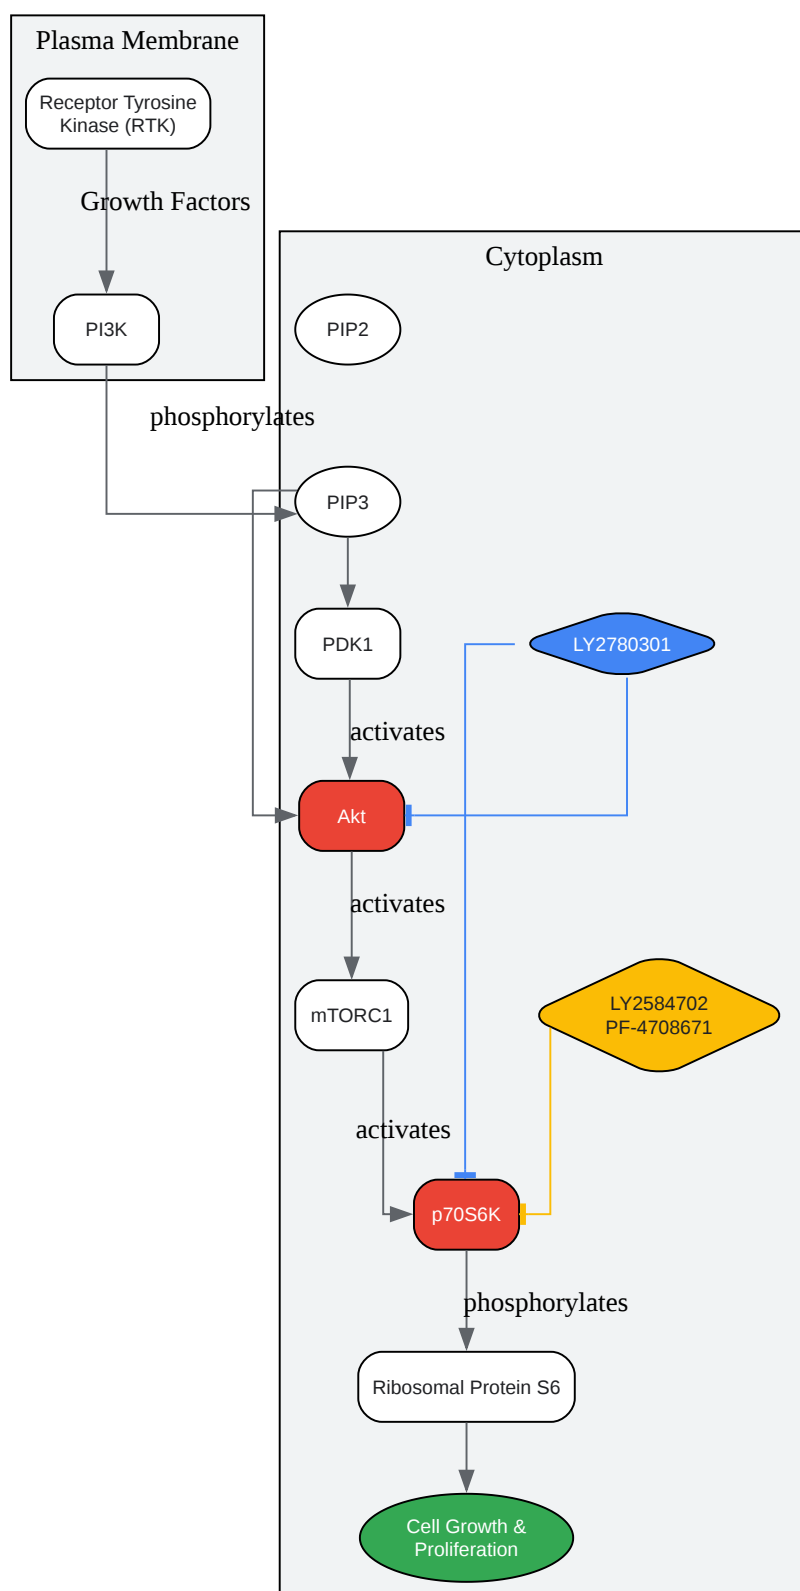 Plasma Membrane
Receptor Tyrosine
Kinase (RTK)
Growth Factors
Cytoplasm
PI3K
PIP2
phosphorylates
PIP3
PDK1
LY2780301
activates
Akt
activates
mTORC1
LY2584702
PF-4708671
activates
p70S6K
phosphorylates
Ribosomal Protein S6
Cell Growth &
Proliferation